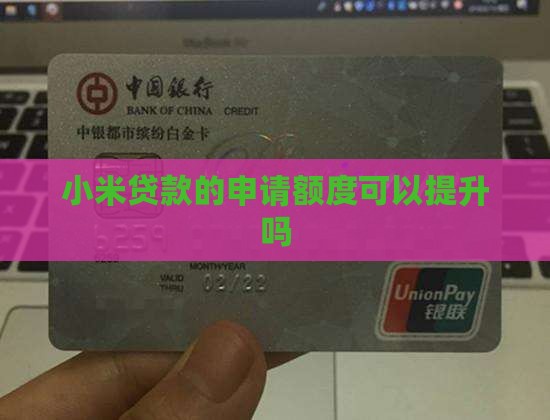 中国银行
BANK OF CHINA CREDIT
中银都市缤纷白金卡
小米贷款的申请额度可以提升
吗
6259
MONTH/YEAR
VALID
THRU 02/22
UnionPay
银联